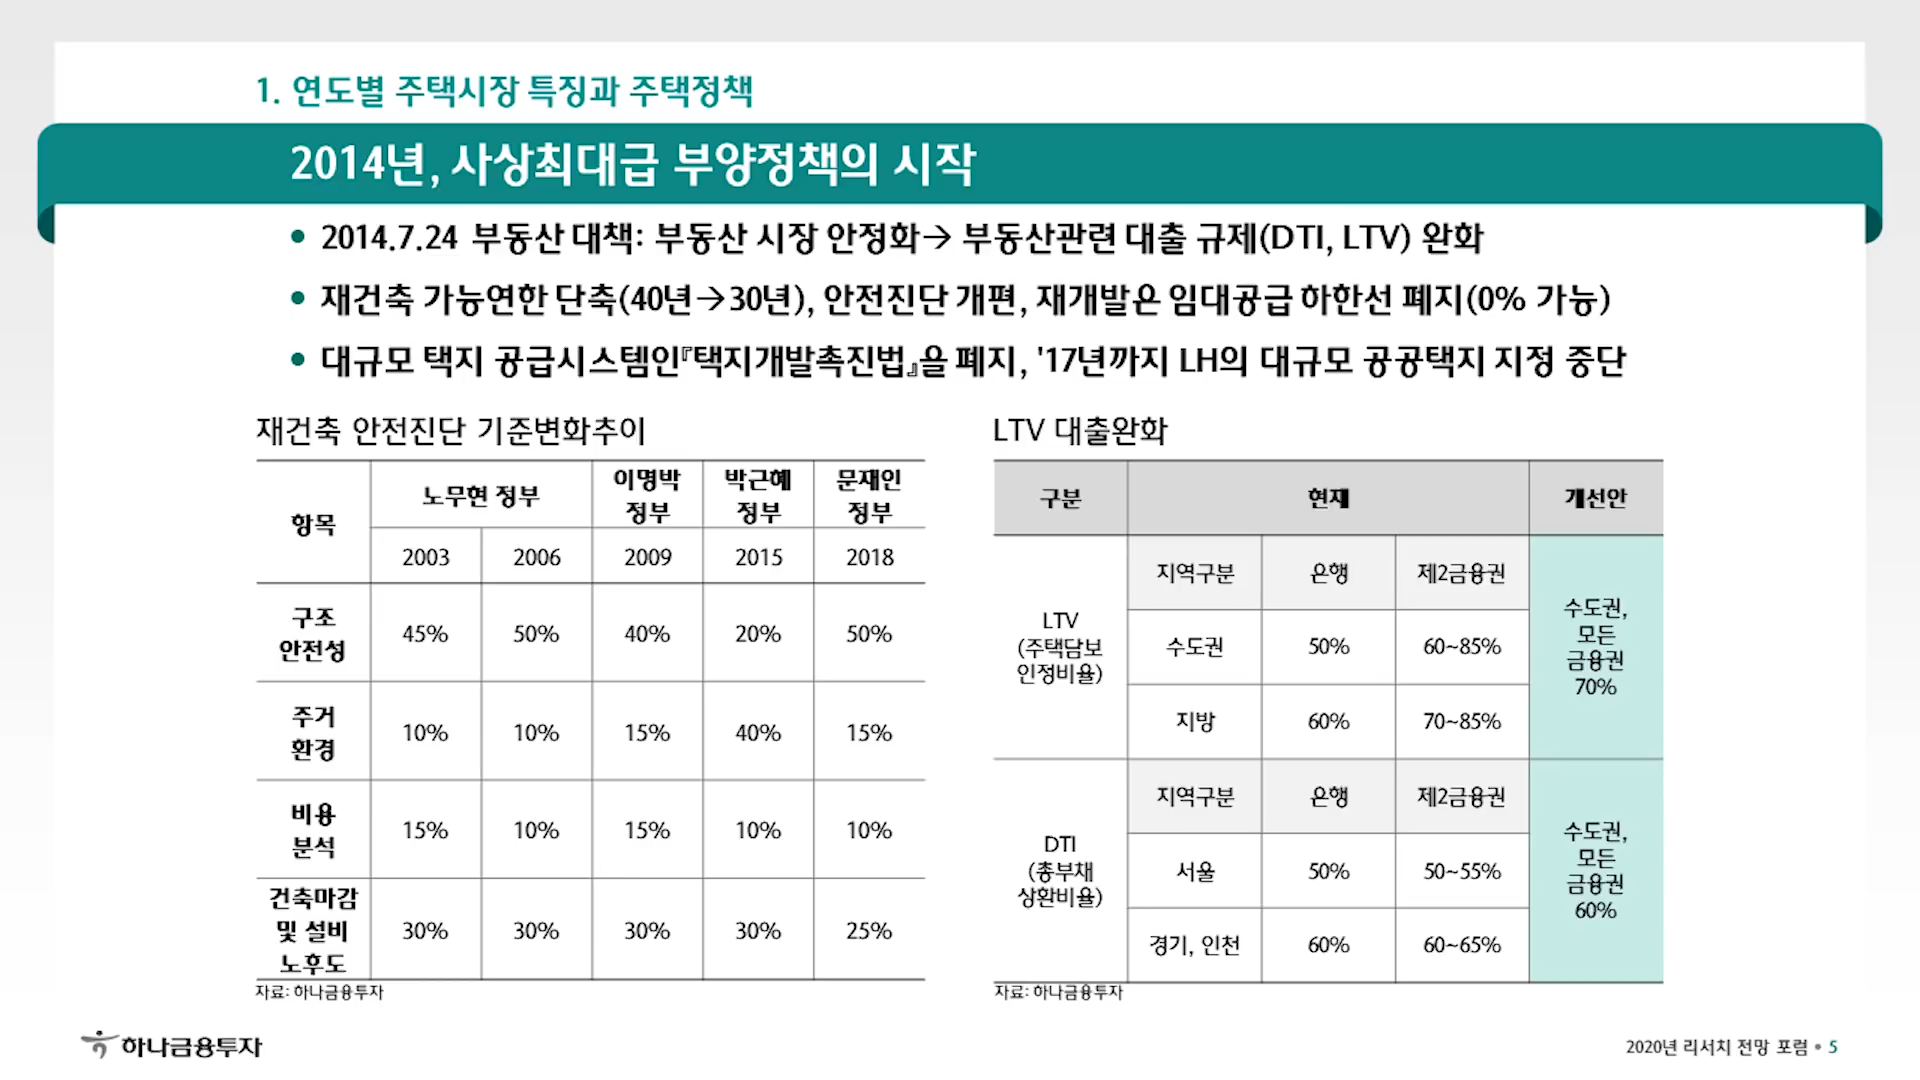 1. 연도별 주택시장 특징과 주택정책
2014년, 사상최대급 부양정책의 시작
• 2014.7.24 부동산 대책: 부동산 시장 안정화→ 부동산관련 대출 규제(DTI, LTV) 완화
• 재건축 가능연한 단축(40년→30년), 안전진단 개편, 재개발은 임대공급 하한선 폐지(0% 가능)
• 대규모 택지 공급시스템인『택지개발촉진법』을 폐지, '17년까지 LH의 대규모 공공택지 지정 중단
재건축 안전진단 기준변화추이
항목
노무현 정부
이명박
정부
박근혜
정부
문재인
정부
2003 2006 2009 2015 2018
구조
안전성
45% 50% 40% 20% 50%
주거
환경
10% 10% 15% 40% 15%
비용
분석
15% 10% 15% 10% 10%
건축마감
및 설비
노후도
30% 30% 30% 30% 25%
자료: 하나금융투자
LTV 대출완화
구분 현재 개선안
LTV
(주택담보
인정비율)
지역구분 은행 제2금융권
수도권 50% 60~85%
지방 60% 70~85%
수도권,
모든
금융권
70%
DTI
(총부채
상환비율)
지역구분 은행 제2금융권
서울 50% 50~55%
경기, 인천 60% 60~65%
수도권,
모든
금융권
60%
자료: 하나금융투자
하나금융투자
2020년 리서치 전망 포럼 • 5